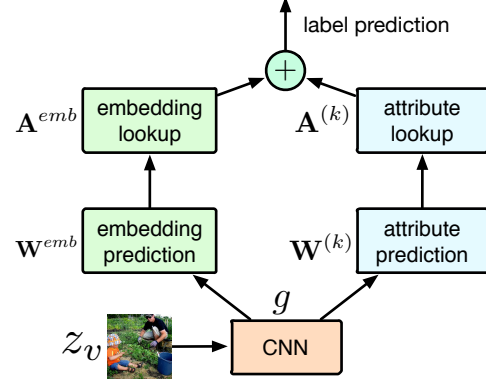 label prediction
+
A^{emb}
embedding
lookup
A^{(k)}
attribute
lookup
W^{emb}
embedding
prediction
W^{(k)}
attribute
prediction
g
z_v
CNN